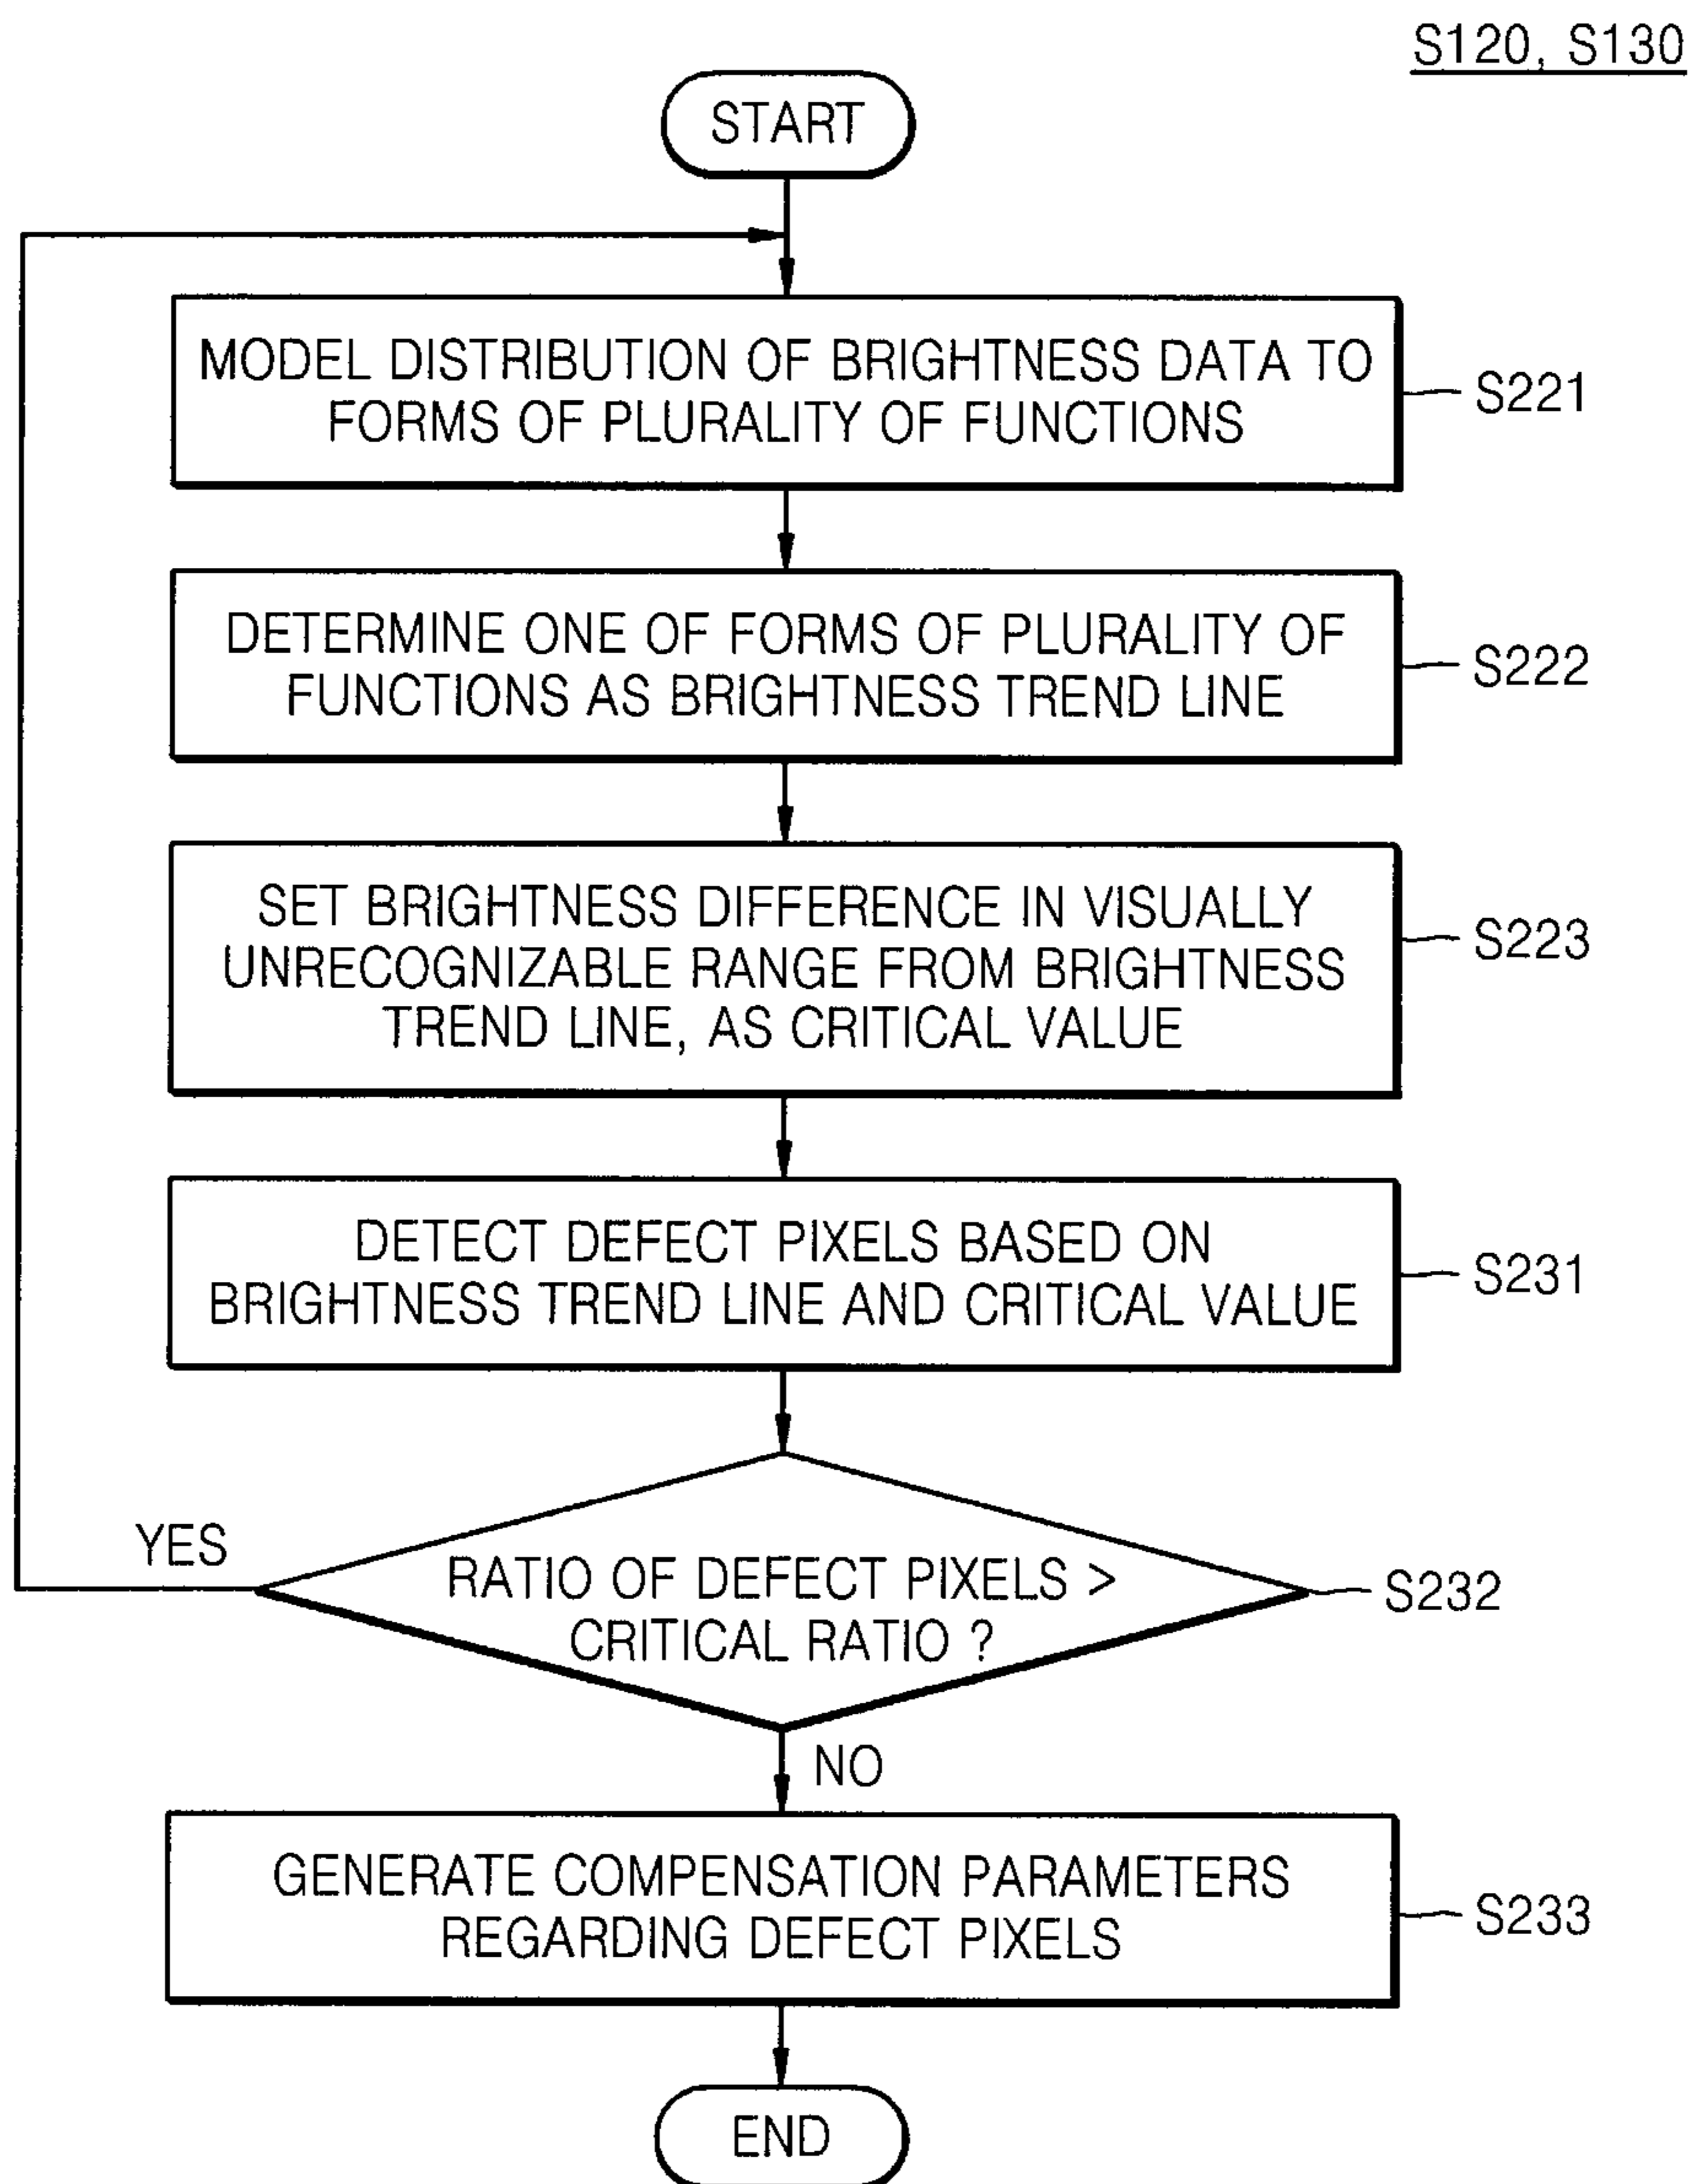 S120, S130
START
MODEL DISTRIBUTION OF BRIGHTNESS DATA TO
FORMS OF PLURALITY OF FUNCTIONS
S221
DETERMINE ONE OF FORMS OF PLURALITY OF
FUNCTIONS AS BRIGHTNESS TREND LINE
S222
SET BRIGHTNESS DIFFERENCE IN VISUALLY
UNRECOGNIZABLE RANGE FROM BRIGHTNESS
TREND LINE, AS CRITICAL VALUE
S223
DETECT DEFECT PIXELS BASED ON
BRIGHTNESS TREND LINE AND CRITICAL VALUE
S231
YES
RATIO OF DEFECT PIXELS >
CRITICAL RATIO ?
S232
NO
GENERATE COMPENSATION PARAMETERS
REGARDING DEFECT PIXELS
S233
END